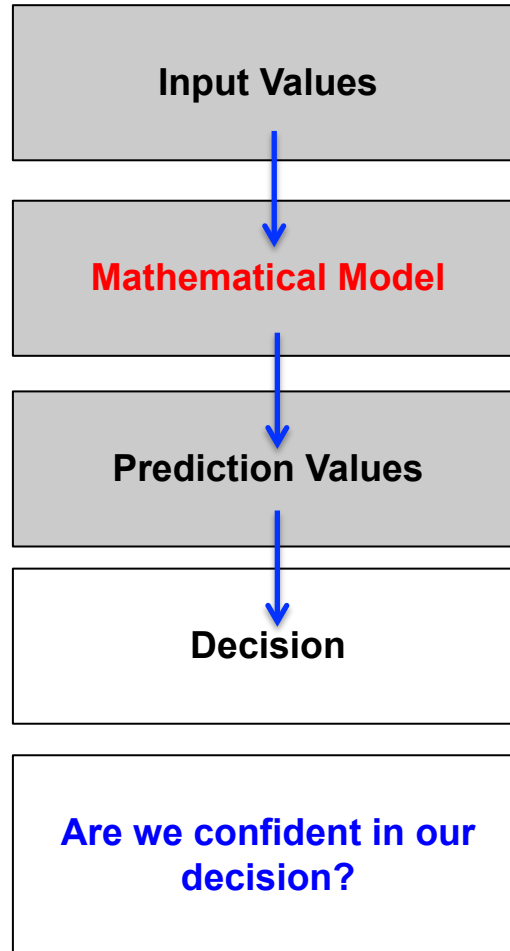 Input Values
Mathematical Model
Prediction Values
Decision
Are we confident in our
decision?